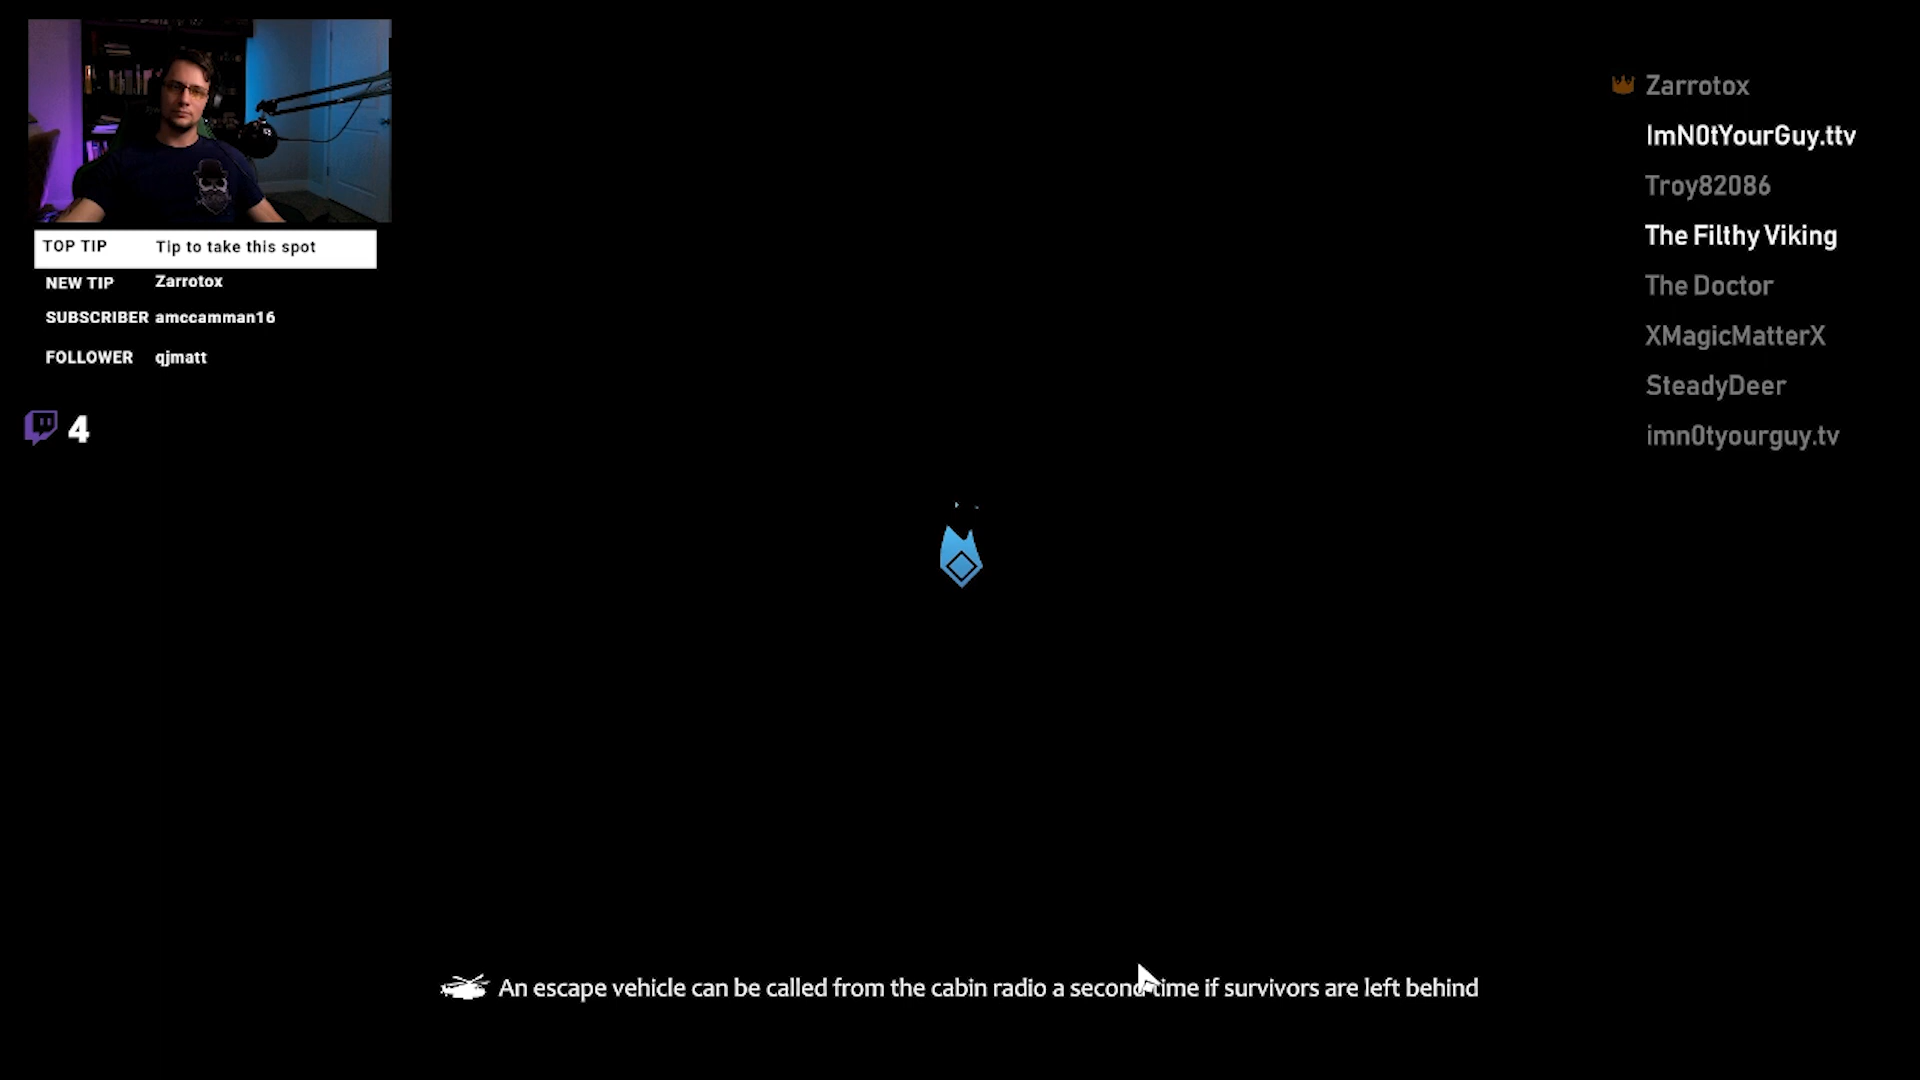 TOP TIP Tip to take this spot
NEW TIP Zarrotox
SUBSCRIBER amccamman16
FOLLOWER qjmatt
4
Zarrotox
ImN0tYourGuy.ttv
Troy82086
The Filthy Viking
The Doctor
XMagicMatterX
SteadyDeer
imn0tyourguy.tv
An escape vehicle can be called from the cabin radio a second time if survivors are left behind